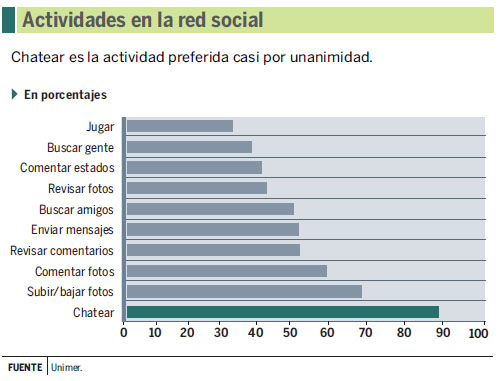 Actividades en la red social
Chatear es la actividad preferida casi por unanimidad.
En porcentajes
Jugar
Buscar gente
Comentar estados
Revisar fotos
Buscar amigos
Enviar mensajes
Revisar comentarios
Comentar fotos
Subir/bajar fotos
Chatear
0 10 20 30 40 50 60 70 80 90 100
FUENTE Unimer.